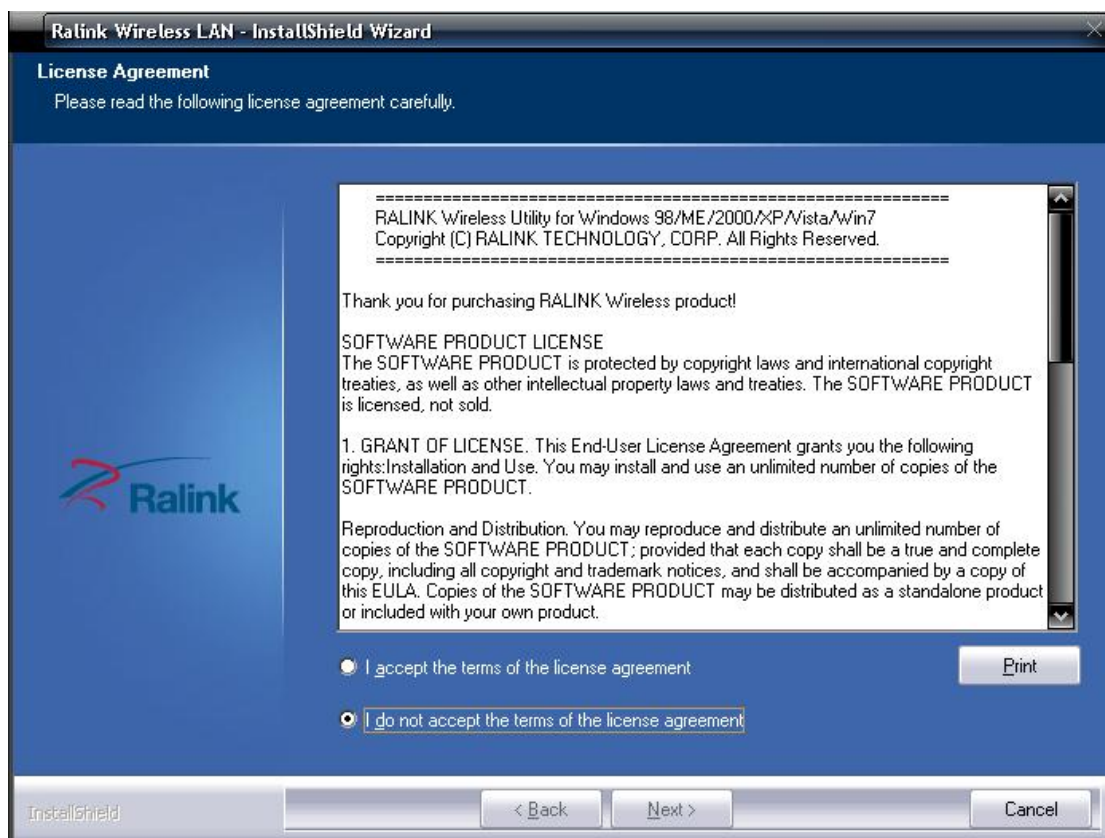 Ralink Wireless LAN - InstallShield Wizard
License Agreement
Please read the following license agreement carefully.
============================================================
RALINK Wireless Utility for Windows 98/ME/2000/XP/Vista/Win7
Copyright (C) RALINK TECHNOLOGY, CORP. All Rights Reserved.
============================================================
Thank you for purchasing RALINK Wireless product!
SOFTWARE PRODUCT LICENSE
The SOFTWARE PRODUCT is protected by copyright laws and international copyright
treaties, as well as other intellectual property laws and treaties. The SOFTWARE PRODUCT
is licensed, not sold.
1. GRANT OF LICENSE. This End-User License Agreement grants you the following
rights:Installation and Use. You may install and use an unlimited number of copies of the
SOFTWARE PRODUCT.
Reproduction and Distribution. You may reproduce and distribute an unlimited number of
copies of the SOFTWARE PRODUCT; provided that each copy shall be a true and complete
copy, including all copyright and trademark notices, and shall be accompanied by a copy of
this EULA. Copies of the SOFTWARE PRODUCT may be distributed as a standalone product
or included with your own product.
Ralink
I accept the terms of the license agreement
Print
I do not accept the terms of the license agreement
InstallShield
< Back
Next >
Cancel